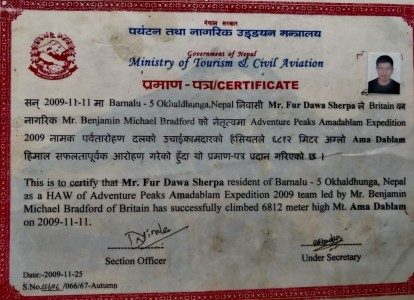 नेपाल सरकार
पर्यटन तथा नागरिक उड्डयन मन्त्रालय
Government of Nepal
Ministry of Tourism & Civil Aviation
प्रमाण-पत्र/CERTIFICATE
सन् 2009-11-11 मा Barnalu - 5 Okhaldhunga,Nepal निवासी Mr. Fur Dawa Sherpa ले Britain का
नागरिक Mr. Benjamin Michael Bradford को नेतृत्वमा Adventure Peaks Amadablam Expedition
2009 नामक पर्वतारोहण दलको उचाईकामदारको हैसियतले ६८१२ मिटर अग्लो Ama Dablam
हिमाल सफलतापूर्वक आरोहण गरेको हुँदा यो प्रमाण-पत्र प्रदान गरिएको छ।
This is to certify that Mr. Fur Dawa Sherpa resident of Barnalu - 5 Okhaldhunga, Nepal
as a HAW of Adventure Peaks Amadablam Expedition 2009 team led by Mr. Benjamin
Michael Bradford of Britain has successfully climbed 6812 meter high Mt. Ama Dablam
on 2009-11-11.
Section Officer
Under Secretary
Date:-2009-11-25
S.No. /066/67-Autumn